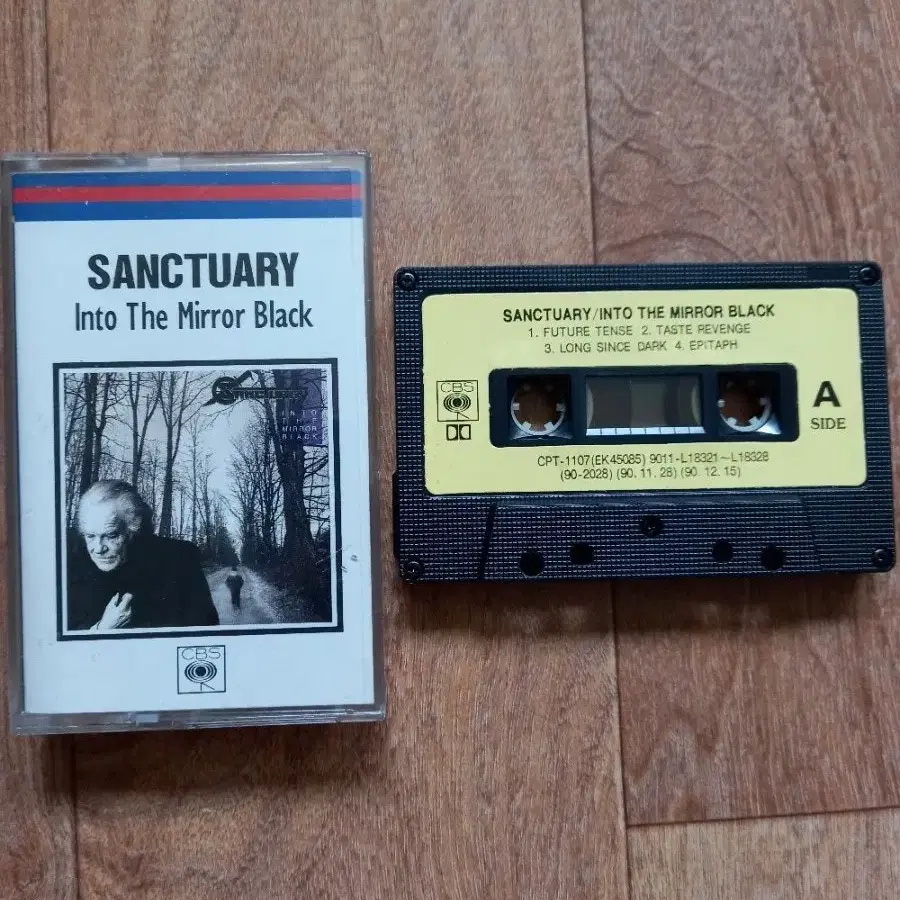 SANCTUARY
Into The Mirror Black
SANCTUARY
INTO
THE
MIRROR
BLACK
CBS
SANCTUARY/INTO THE MIRROR BLACK
1. FUTURE TENSE 2. TASTE REVENGE
3. LONG SINCE DARK 4. EPITAPH
CBS
A
SIDE
CPT-1107(EK45085) 9011-L18321~L18328
(90-2028) (90. 11. 28) (90. 12. 15)